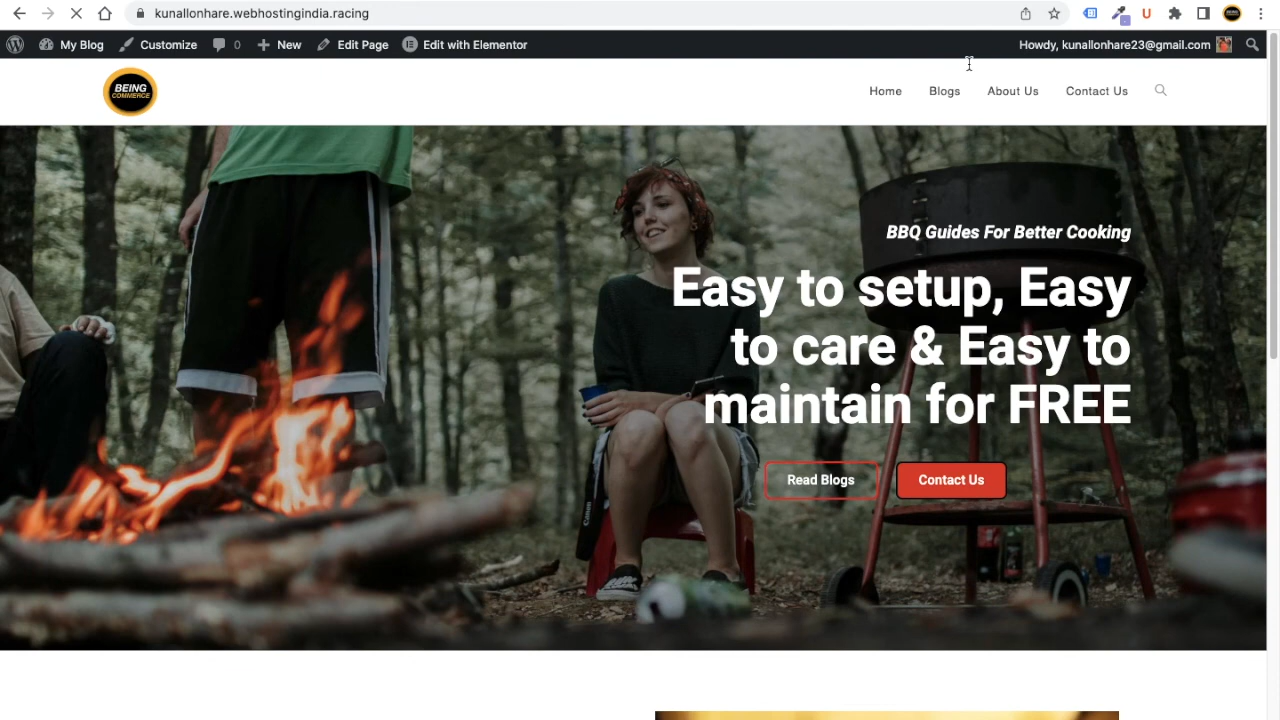 kunallonhare.webhostingindia.racing
My Blog Customize 0 New Edit Page Edit with Elementor Howdy, kunallonhare23@gmail.com
BEING
COMMERCE
Home Blogs About Us Contact Us
BBQ Guides For Better Cooking
Easy to setup, Easy
to care & Easy to
maintain for FREE
Read Blogs Contact Us
Canon